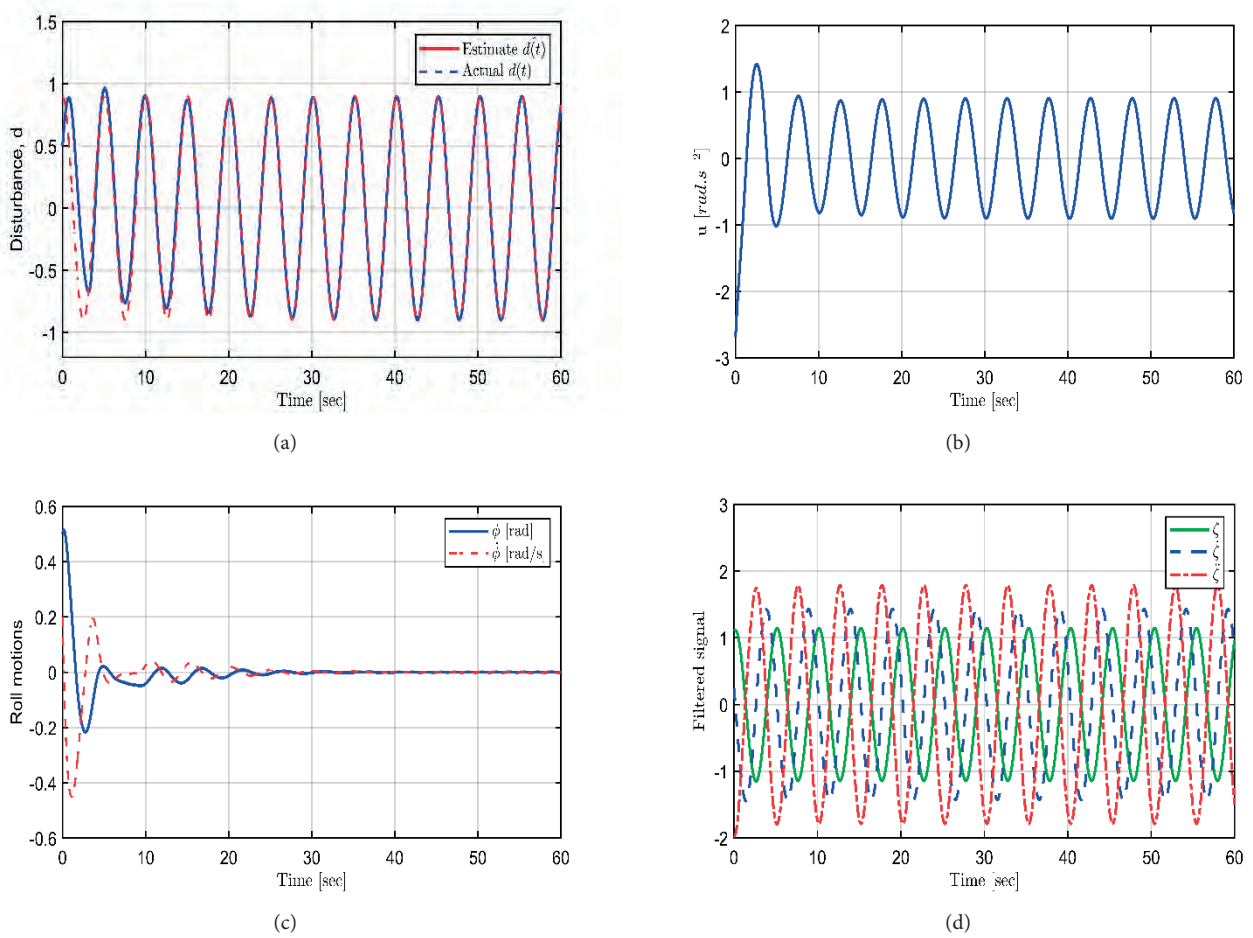 1.5
1
0.5
0
-0.5
-1
Disturbance, d
0 10 20 30 40 50 60
Time [sec]
Estimate d̂(t)
Actual d(t)
(a)
2
1
0
-1
-2
-3
u [rad.s 2]
0 10 20 30 40 50 60
Time [sec]
(b)
0.6
0.4
0.2
0
-0.2
-0.4
-0.6
Roll motions
0 10 20 30 40 50 60
Time [sec]
ϕ [rad]
ϕ̇ [rad/s]
(c)
3
2
1
0
-1
-2
Filtered signal
0 10 20 30 40 50 60
Time [sec]
ζ
ζ̇
ζ̈
(d)